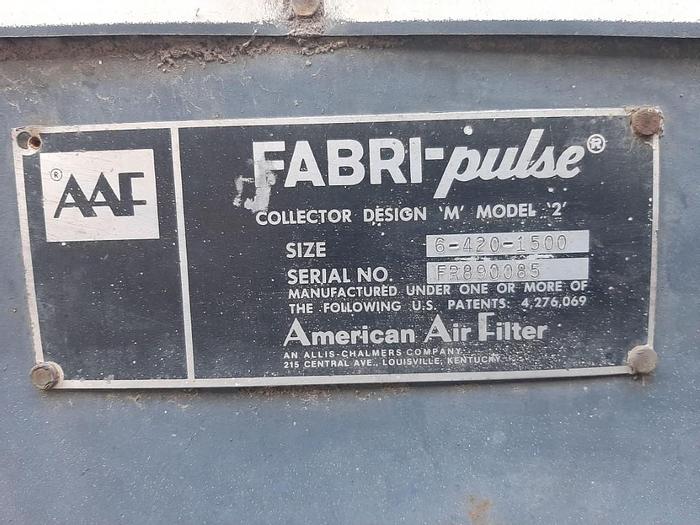 ® AAF
FABRI-pulse®
COLLECTOR DESIGN 'M' MODEL '2'
SIZE 6-420-1500
SERIAL NO. FR890085
MANUFACTURED UNDER ONE OR MORE OF
THE FOLLOWING U.S. PATENTS: 4,276,069
American Air Filter
AN ALLIS-CHALMERS COMPANY
215 CENTRAL AVE., LOUISVILLE, KENTUCKY